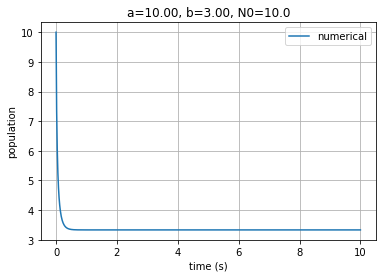 a=10.00, b=3.00, N0=10.0
numerical
10
9
8
7
6
5
4
3
population
0 2 4 6 8 10
time (s)